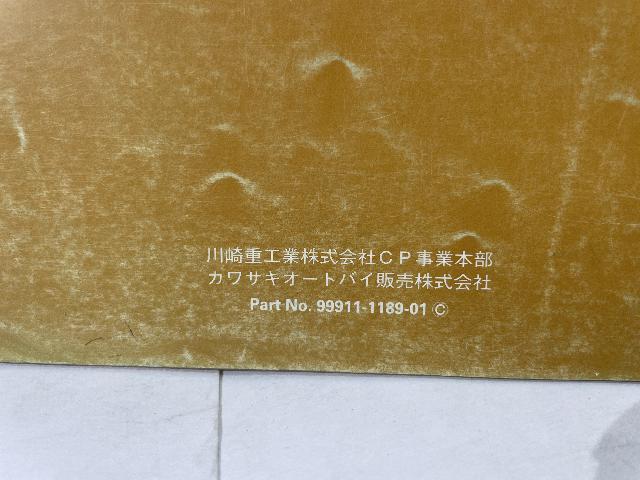 川崎重工業株式会社CP事業本部
カワサキオートバイ販売株式会社
Part No. 99911-1189-01 ©